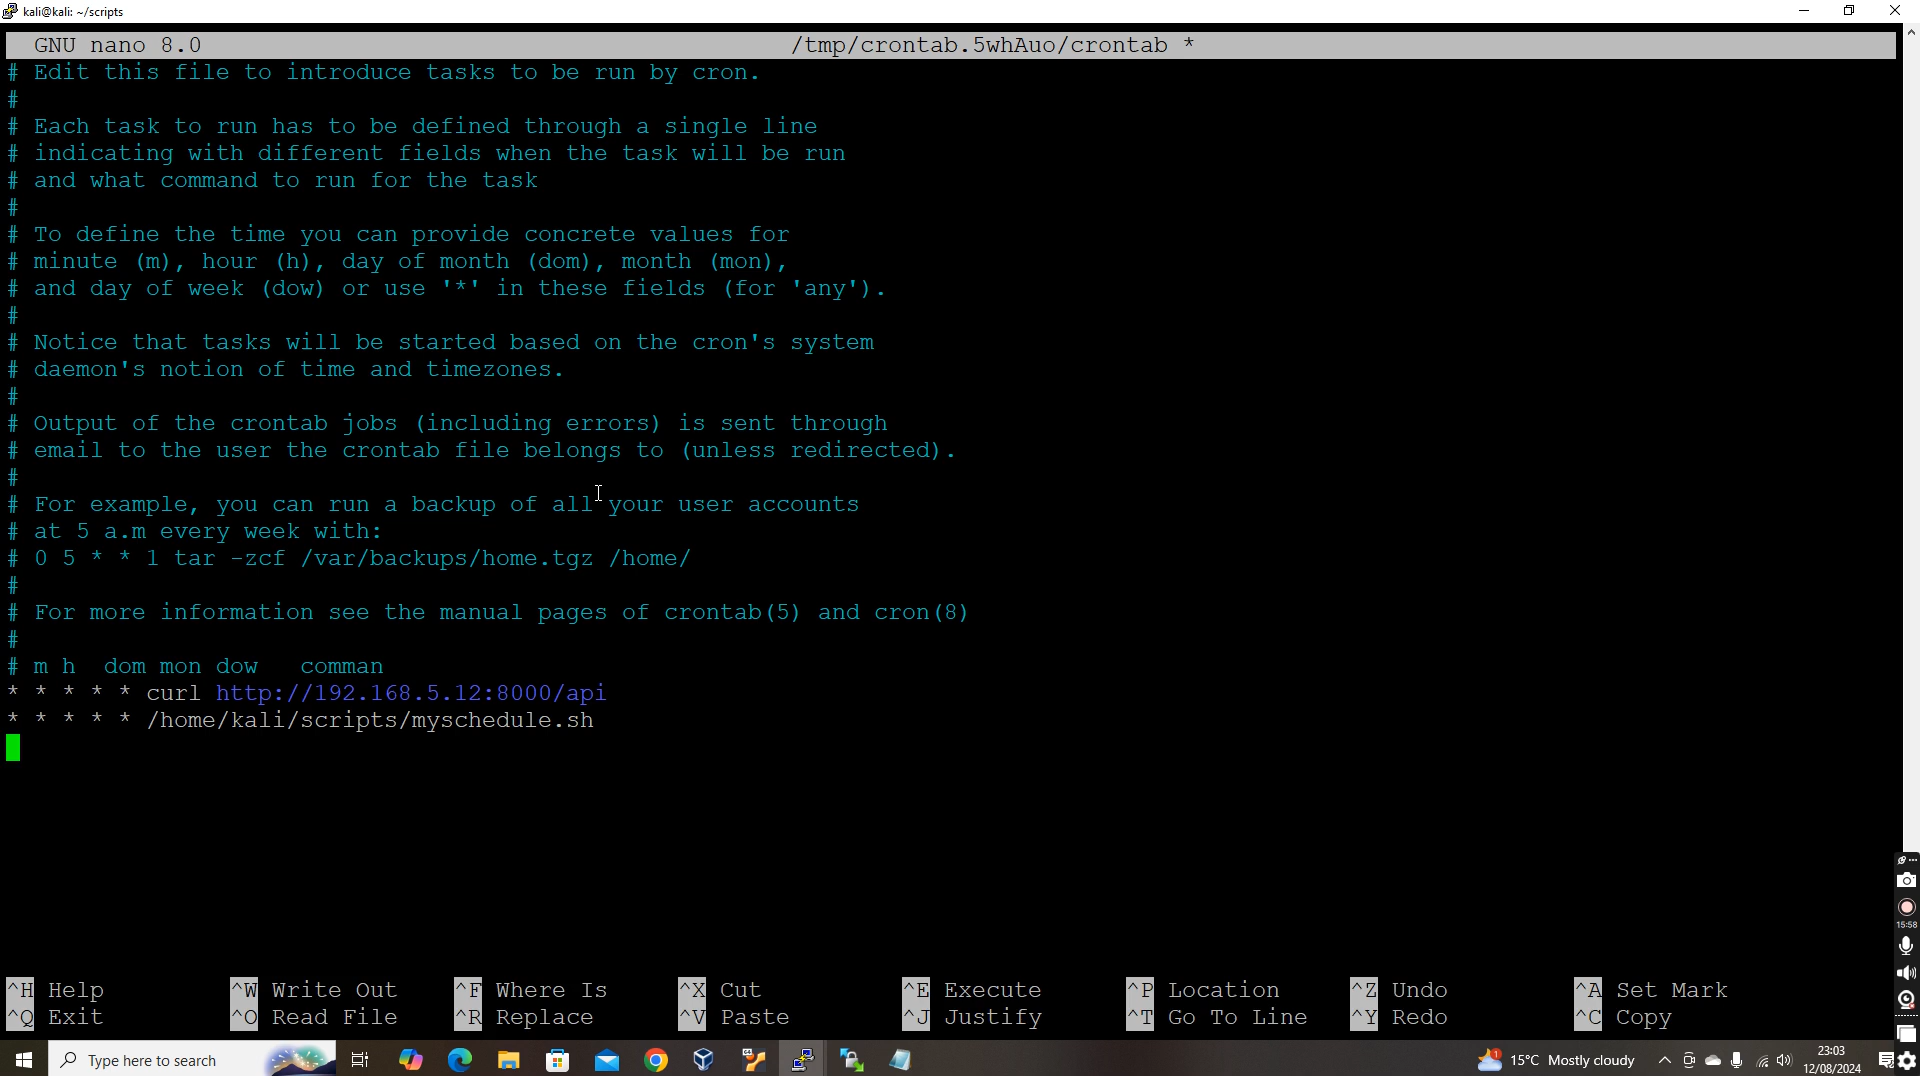 kali@kali: ~/scripts
GNU nano 8.0 /tmp/crontab.5whAuo/crontab *
# Edit this file to introduce tasks to be run by cron.
#
# Each task to run has to be defined through a single line
# indicating with different fields when the task will be run
# and what command to run for the task
#
# To define the time you can provide concrete values for
# minute (m), hour (h), day of month (dom), month (mon),
# and day of week (dow) or use '*' in these fields (for 'any').
#
# Notice that tasks will be started based on the cron's system
# daemon's notion of time and timezones.
#
# Output of the crontab jobs (including errors) is sent through
# email to the user the crontab file belongs to (unless redirected).
#
# For example, you can run a backup of all your user accounts
# at 5 a.m every week with:
# 0 5 * * 1 tar -zcf /var/backups/home.tgz /home/
#
# For more information see the manual pages of crontab(5) and cron(8)
#
# m h  dom mon dow   comman
* * * * * curl http://192.168.5.12:8000/api
* * * * * /home/kali/scripts/myschedule.sh
15:58
^H Help ^W Write Out ^F Where Is ^X Cut ^E Execute ^P Location ^Z Undo ^A Set Mark
^Q Exit ^O Read File ^R Replace ^V Paste ^J Justify ^T Go To Line ^Y Redo ^C Copy
Type here to search 15°C Mostly cloudy 23:03
12/08/2024